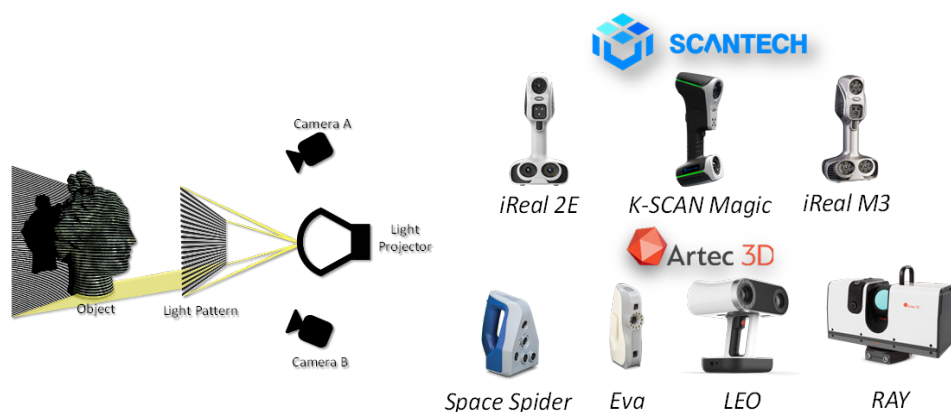 Camera A
Object
Light Pattern
Light
Projector
Camera B
SCANTECH
iReal 2E
K-SCAN Magic
iReal M3
Artec 3D
Space Spider
Eva
LEO
RAY